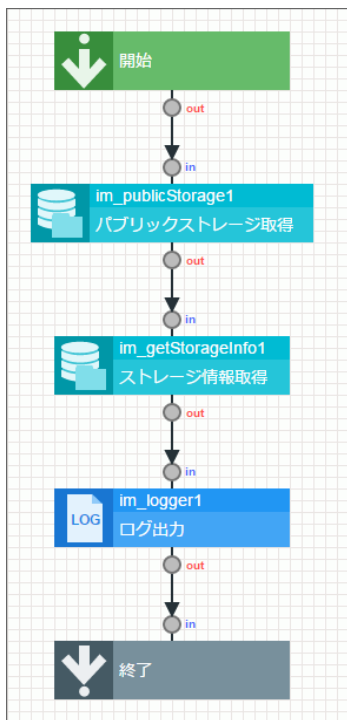 開始
out
in
im_publicStorage1
パブリックストレージ取得
out
in
im_getStorageInfo1
ストレージ情報取得
out
in
LOG
im_logger1
ログ出力
out
in
終了